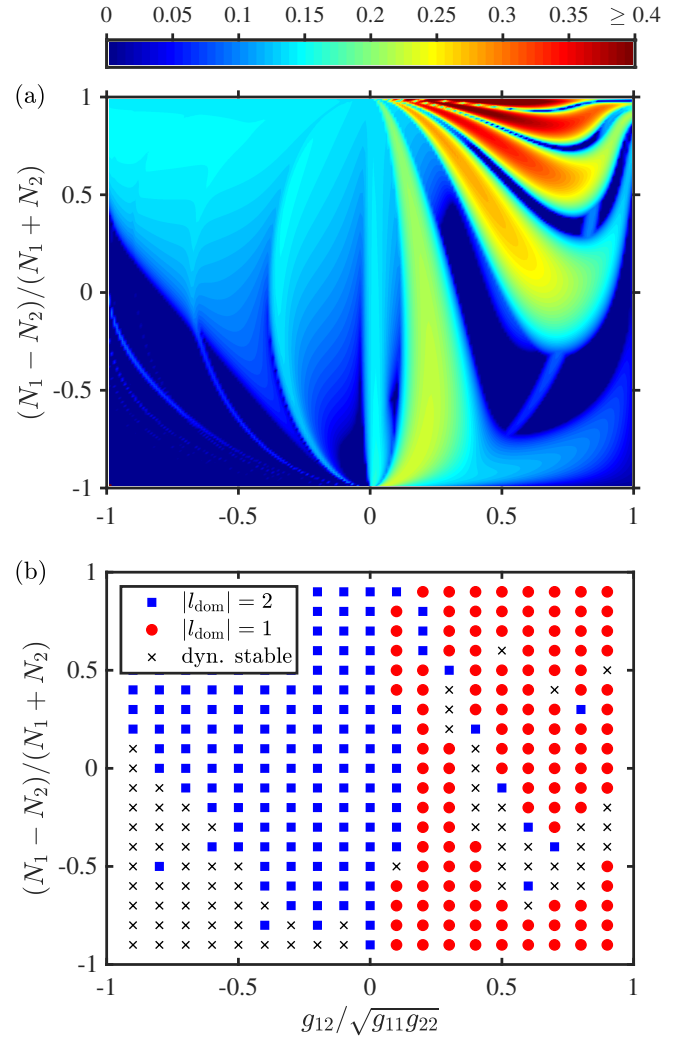 0 0.05 0.1 0.15 0.2 0.25 0.3 0.35 ≥ 0.4
(a)
1
0.5
0
-0.5
-1
(N₁ − N₂)/(N₁ + N₂)
-1 -0.5 0 0.5 1
(b)
1
0.5
0
-0.5
-1
(N₁ − N₂)/(N₁ + N₂)
|l_dom| = 2
|l_dom| = 1
dyn. stable
-1 -0.5 0 0.5 1
g₁₂/√g₁₁g₂₂